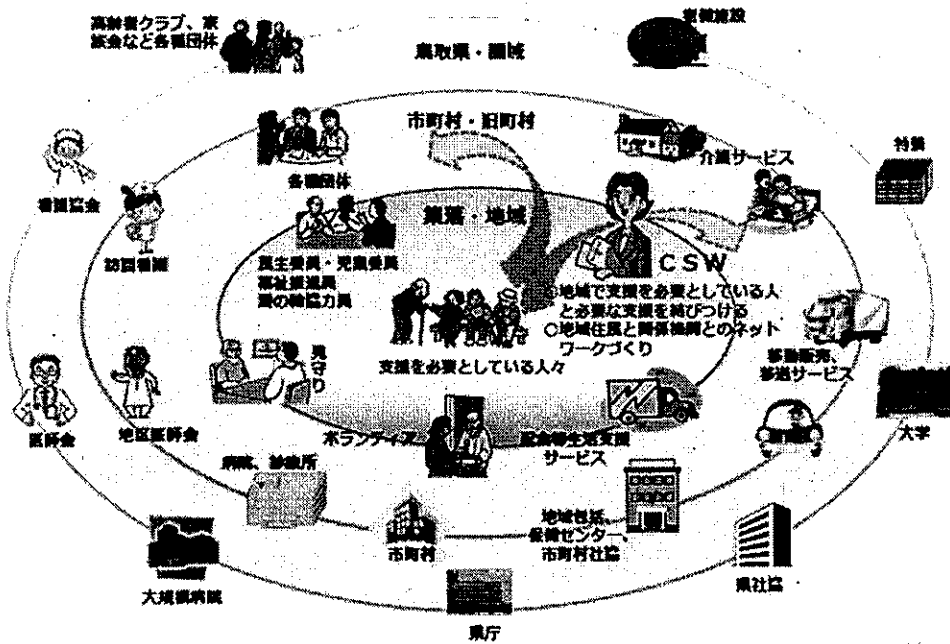 高齢者クラブ、家
族会など各種団体
老健施設
鳥取県・圏域
市町村・旧町村
介護サービス
特養
看護協会
各種団体
訪問看護
集落・地域
民生委員・児童委員
福祉推進員
愛の輪協力員
CSW
○地域で支援を必要としている人
と必要な支援を結びつける
○地域住民と関係機関とのネット
ワークづくり
見守り
支援を必要としている人々
移動販売、
移送サービス
医師会
地区医師会
ボランティア
配食等生活支援
サービス
大学
病院、診療所
市町村
地域包括、
保健センター、
市町村社協
大規模病院
県社協
県庁